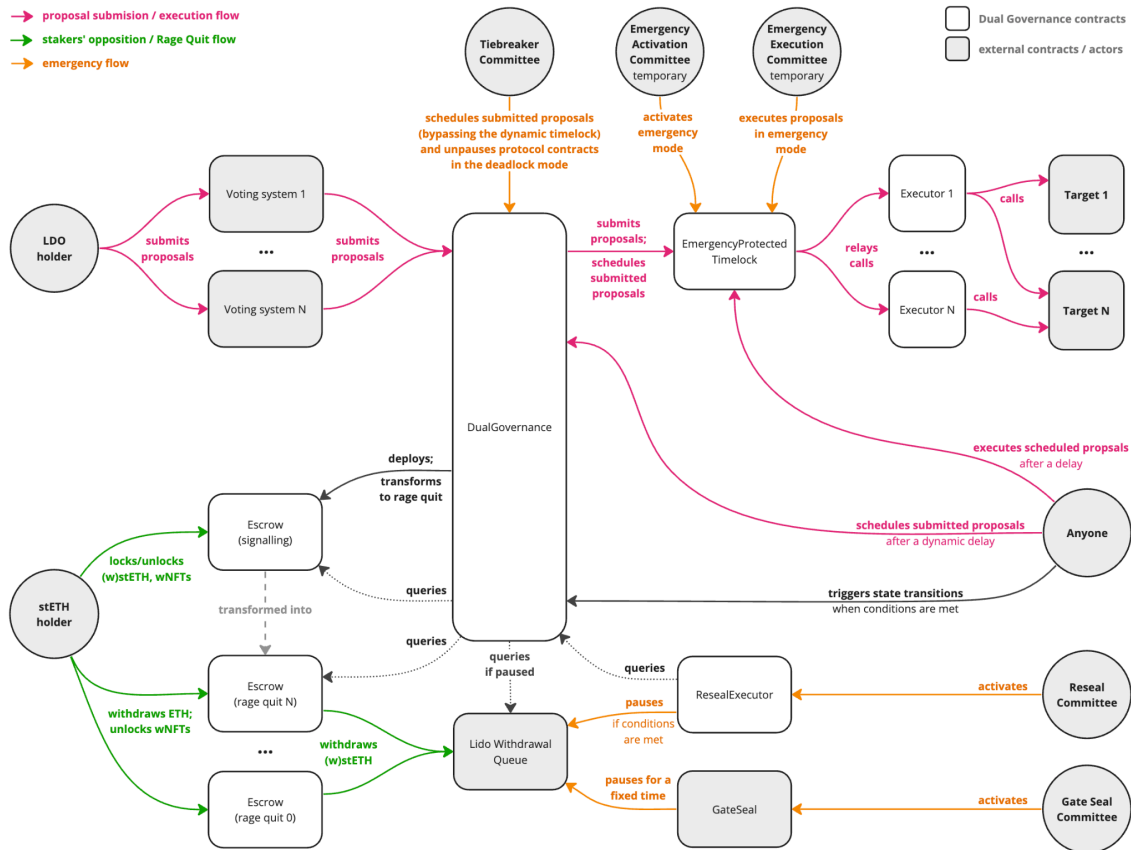 proposal submision / execution flow
stakers' opposition / Rage Quit flow
emergency flow
Tiebreaker
Committee
Emergency
Activation
Committee
temporary
Emergency
Execution
Committee
temporary
Dual Governance contracts
external contracts / actors
schedules submitted proposals
(bypassing the dynamic timelock)
and unpauses protocol contracts
in the deadlock mode
activates
emergency
mode
executes proposals
in emergency
mode
LDO
holder
submits
proposals
Voting system 1
...
Voting system N
submits
proposals
DualGovernance
submits
proposals;
schedules
submitted
proposals
EmergencyProtected
Timelock
relays
calls
Executor 1
...
Executor N
calls
calls
Target 1
...
Target N
executes scheduled propsals
after a delay
schedules submitted proposals
after a dynamic delay
Anyone
triggers state transitions
when conditions are met
deploys;
transforms
to rage quit
Escrow
(signalling)
locks/unlocks
(w)stETH, wNFTs
queries
transformed into
stETH
holder
queries
Escrow
(rage quit N)
withdraws ETH;
unlocks wNFTs
...
Escrow
(rage quit 0)
withdraws
(w)stETH
queries
if paused
Lido Withdrawal
Queue
queries
ResealExecutor
pauses
if conditions
are met
activates
Reseal
Committee
pauses for a
fixed time
GateSeal
activates
Gate Seal
Committee